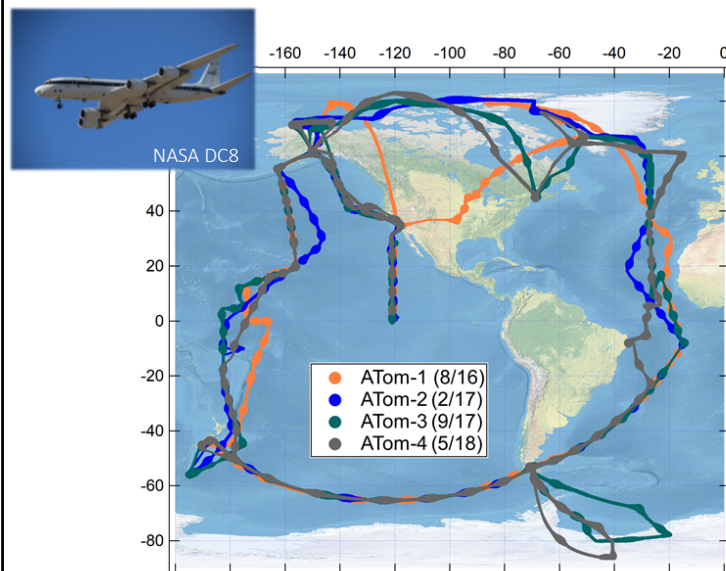 -160 -140 -120 -100 -80 -60 -40 -20 0
NASA DC8
40
20
0
-20
-40
-60
-80
ATom-1 (8/16)
ATom-2 (2/17)
ATom-3 (9/17)
ATom-4 (5/18)